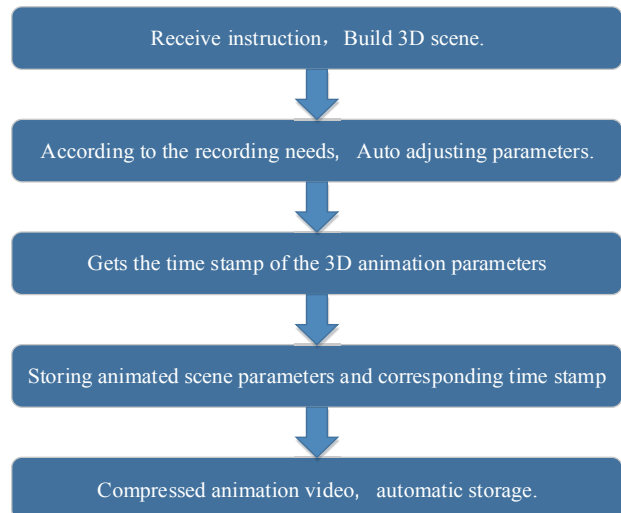 Receive instruction，Build 3D scene.
According to the recording needs， Auto adjusting parameters.
Gets the time stamp of the 3D animation parameters
Storing animated scene parameters and corresponding time stamp
Compressed animation video， automatic storage.